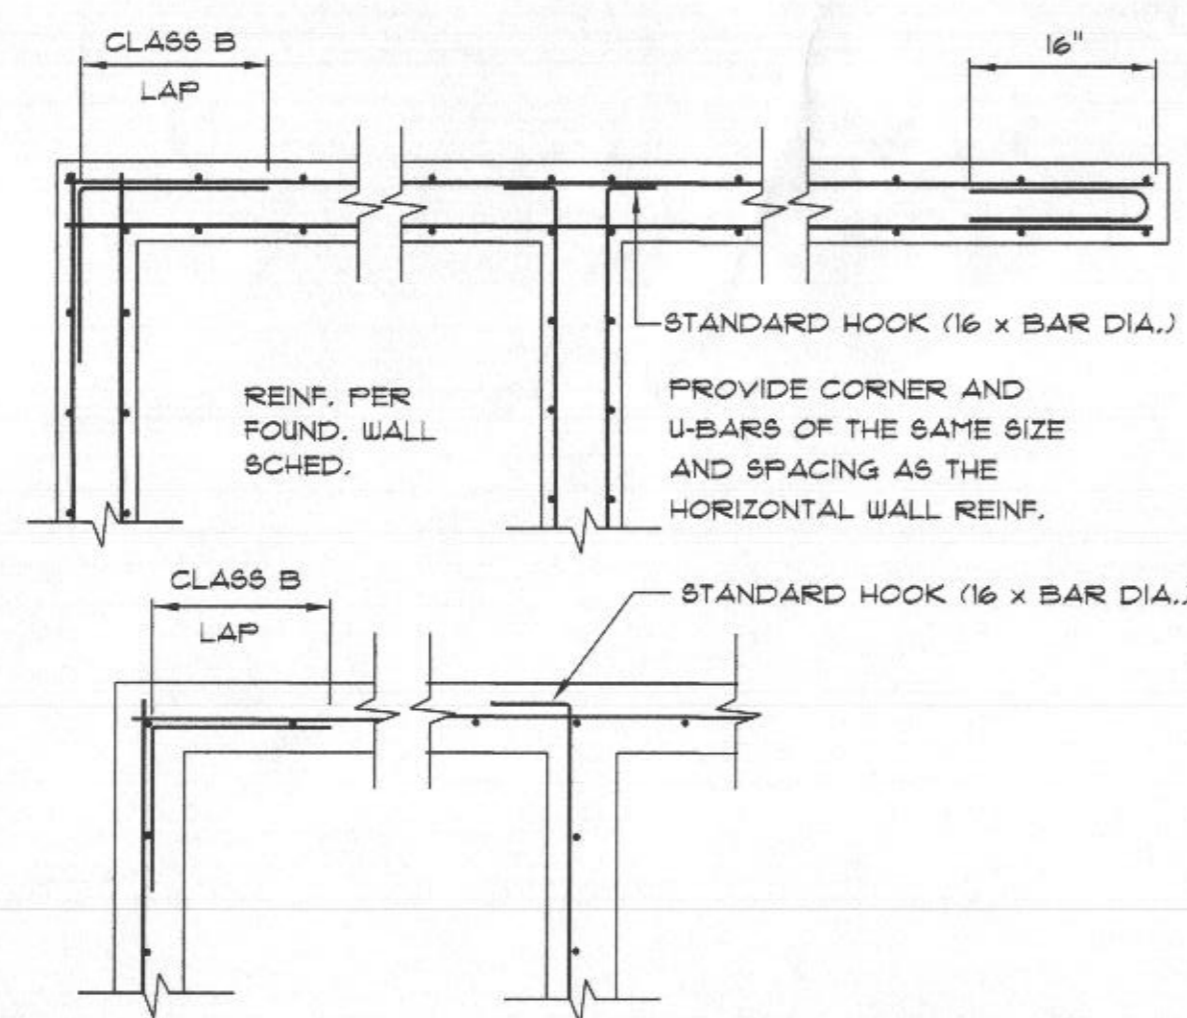 CLASS B
LAP
16"
STANDARD HOOK (16 x BAR DIA.)
REINF. PER
FOUND. WALL
SCHED.
PROVIDE CORNER AND
U-BARS OF THE SAME SIZE
AND SPACING AS THE
HORIZONTAL WALL REINF.
CLASS B
LAP
STANDARD HOOK (16 x BAR DIA.)